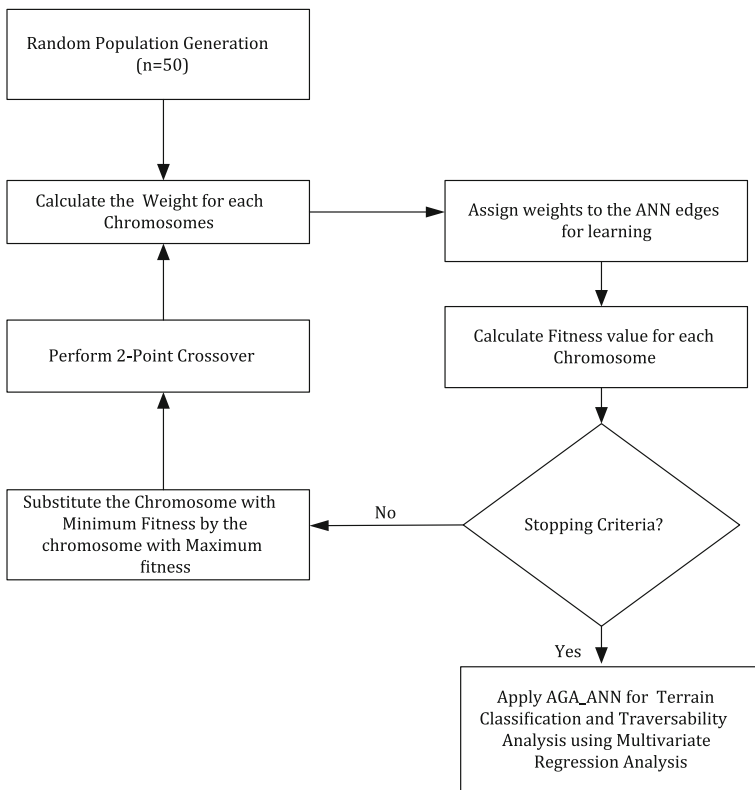 Random Population Generation
(n=50)
Calculate the Weight for each
Chromosomes
Assign weights to the ANN edges
for learning
Perform 2-Point Crossover
Calculate Fitness value for each
Chromosome
Substitute the Chromosome with
Minimum Fitness by the
chromosome with Maximum
fitness
No
Stopping Criteria?
Yes
Apply AGA_ANN for Terrain
Classification and Traversability
Analysis using Multivariate
Regression Analysis